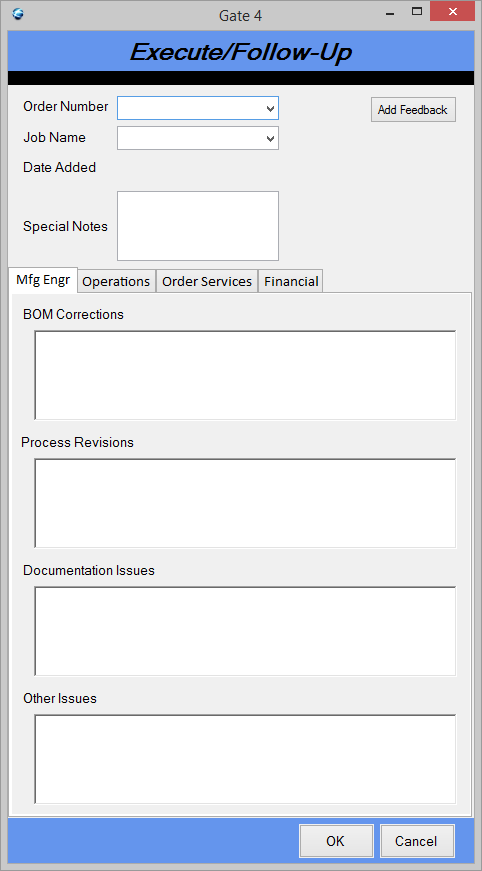 Gate 4
Execute/Follow-Up
Order Number
Add Feedback
Job Name
Date Added
Special Notes
Mfg Engr Operations Order Services Financial
BOM Corrections
Process Revisions
Documentation Issues
Other Issues
OK Cancel